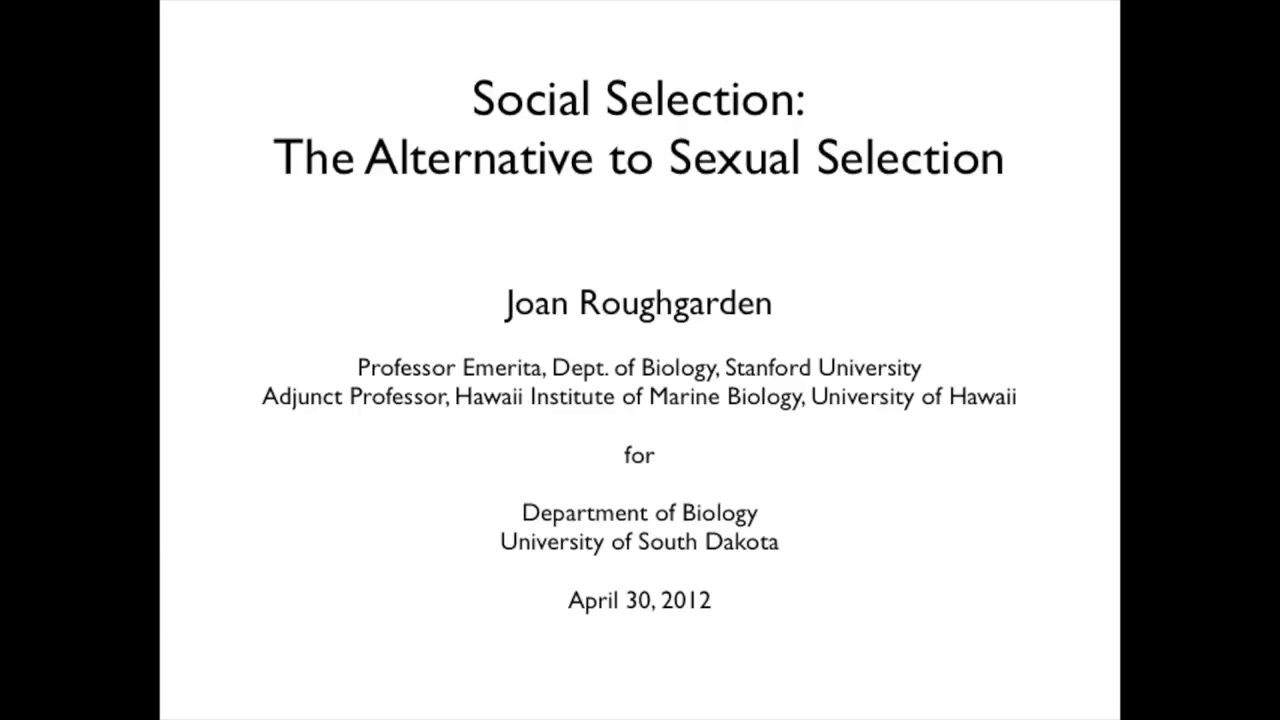 Social Selection:
The Alternative to Sexual Selection
Joan Roughgarden
Professor Emerita, Dept. of Biology, Stanford University
Adjunct Professor, Hawaii Institute of Marine Biology, University of Hawaii
for
Department of Biology
University of South Dakota
April 30, 2012